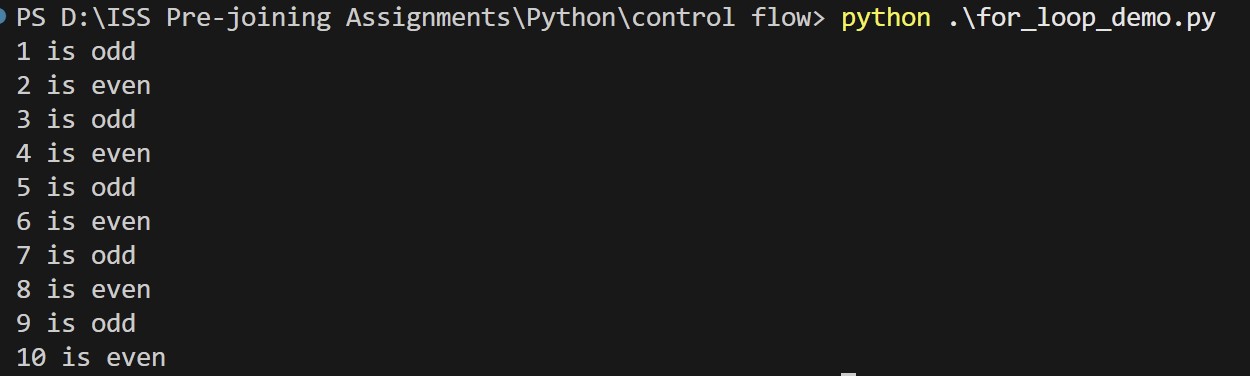 PS D:\ISS Pre-joining Assignments\Python\control flow> python .\for_loop_demo.py
1 is odd
2 is even
3 is odd
4 is even
5 is odd
6 is even
7 is odd
8 is even
9 is odd
10 is even